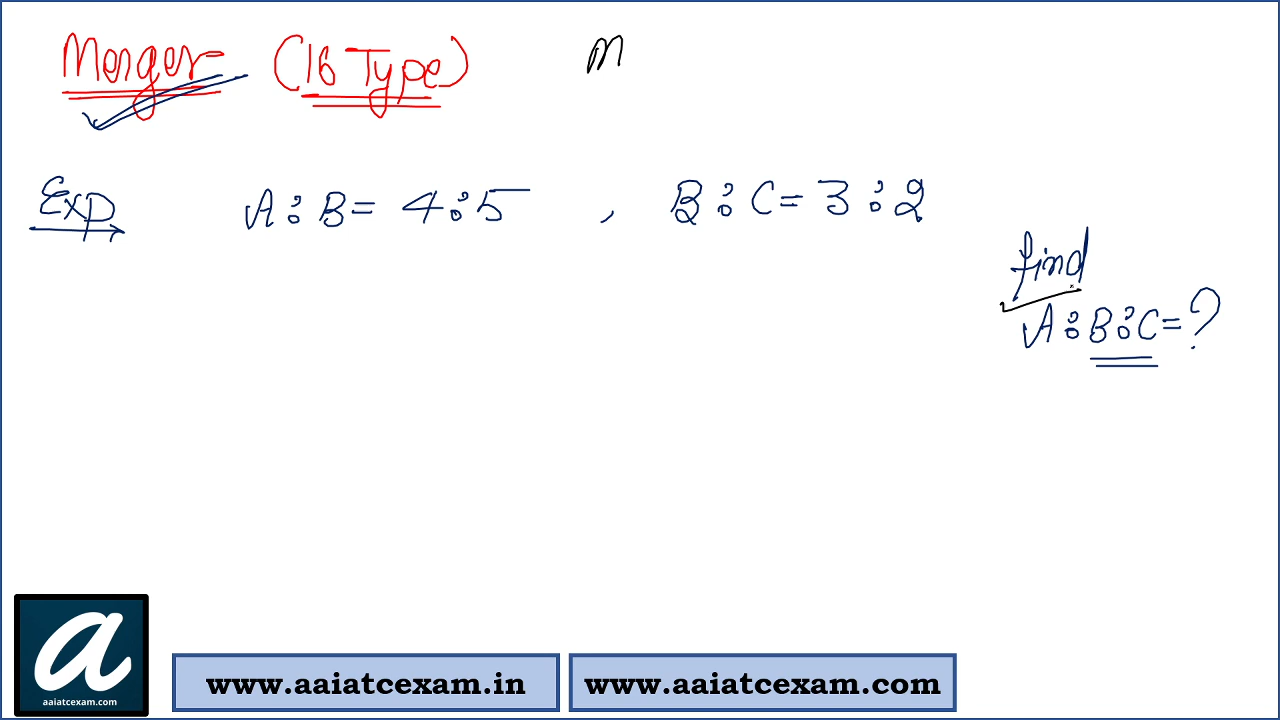 Merger (16 Type) m
Exp A:B= 4:5 , B:C= 3:2
find
A:B:C=?
a
aaiatcexam.com
www.aaiatcexam.in www.aaiatcexam.com